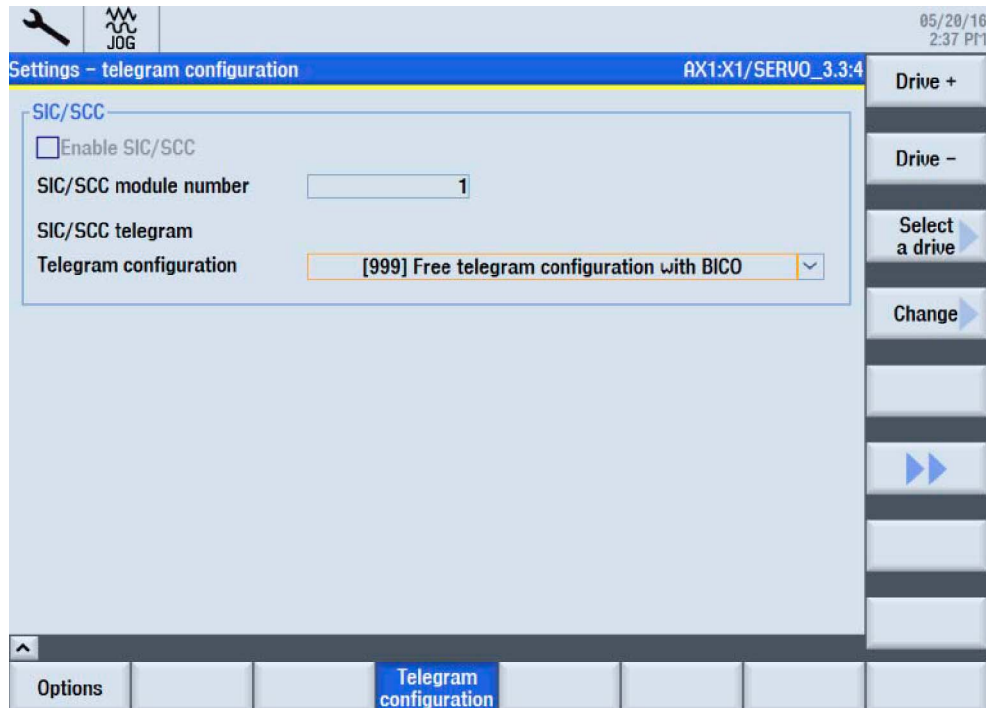 JOG
05/20/16
2:37 PM
Settings – telegram configuration
AX1:X1/SERVO_3.3:4
SIC/SCC
Enable SIC/SCC
SIC/SCC module number
1
SIC/SCC telegram
Telegram configuration
[999] Free telegram configuration with BICO
Drive +
Drive –
Select
a drive
Change
Options
Telegram
configuration